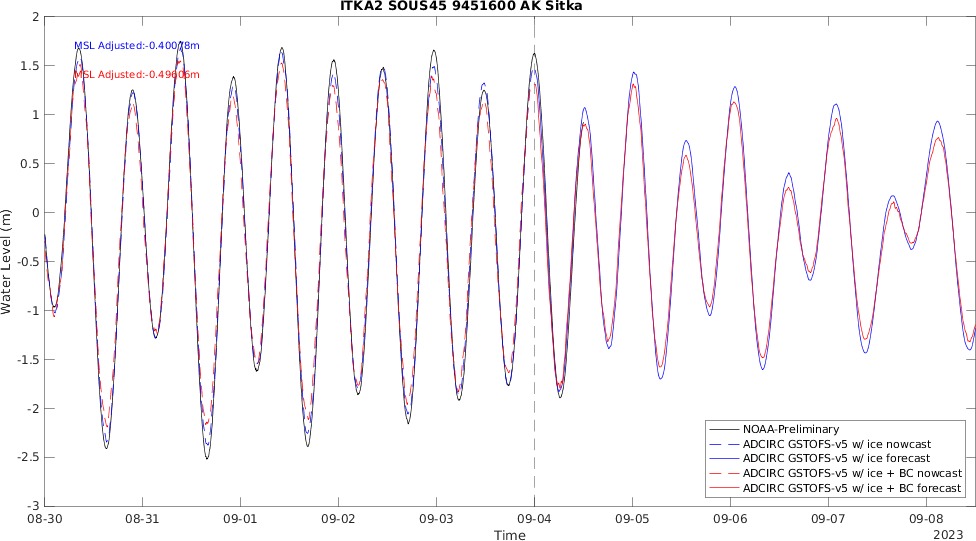 ITKA2 SOUS45 9451600 AK Sitka
MSL Adjusted:-0.40078m
MSL Adjusted:-0.49606m
2
1.5
1
0.5
0
-0.5
-1
-1.5
-2
-2.5
-3
Water Level (m)
NOAA-Preliminary
ADCIRC GSTOFS-v5 w/ ice nowcast
ADCIRC GSTOFS-v5 w/ ice forecast
ADCIRC GSTOFS-v5 w/ ice + BC nowcast
ADCIRC GSTOFS-v5 w/ ice + BC forecast
08-30 08-31 09-01 09-02 09-03 09-04 09-05 09-06 09-07 09-08
Time
2023